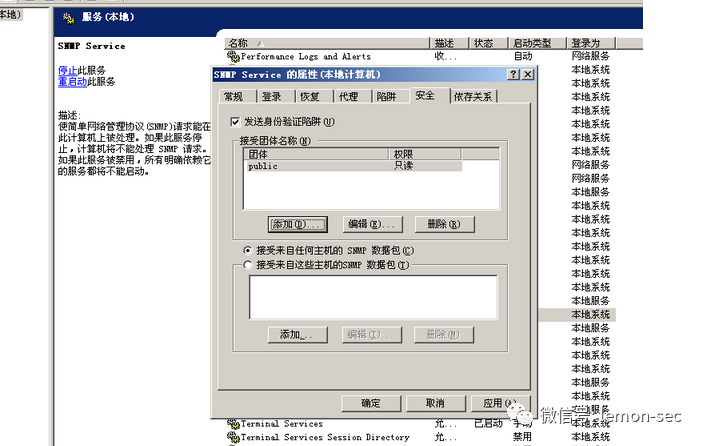 本地)
服务(本地)
SNMP Service
停止此服务
重启动此服务
描述:
使简单网络管理协议(SNMP)请求能在
此计算机上被处理。如果此服务停
止，计算机将不能处理 SNMP 请求。
如果此服务被禁用，所有明确依赖它
的服务都将不能启动。
名称 描述 状态 启动类型 登录为
Performance Logs and Alerts 收... 自动 网络服务
SNMP Service 的属性(本地计算机)
常规 登录 恢复 代理 陷阱 安全 依存关系
发送身份验证陷阱(U)
接受团体名称(N)
团体 权限
public 只读
添加(D)... 编辑(E)... 删除(R)
接受来自任何主机的 SNMP 数据包(C)
接受来自这些主机的SNMP 数据包(T)
添加... 编辑(I)... 删除(M)
确定 取消 应用(A)
本地系统
本地系统
本地系统
本地系统
本地系统
本地系统
网络服务
本地系统
网络服务
本地服务
本地系统
本地系统
本地系统
本地系统
本地系统
本地系统
本地系统
本地服务
本地系统
本地服务
本地系统
本地系统
本地系统
本地服务
本地系统
Terminal Services 允... 已启动 手动
Terminal Services Session Directory 允... 禁用 本地系统
微信号: lemon-sec